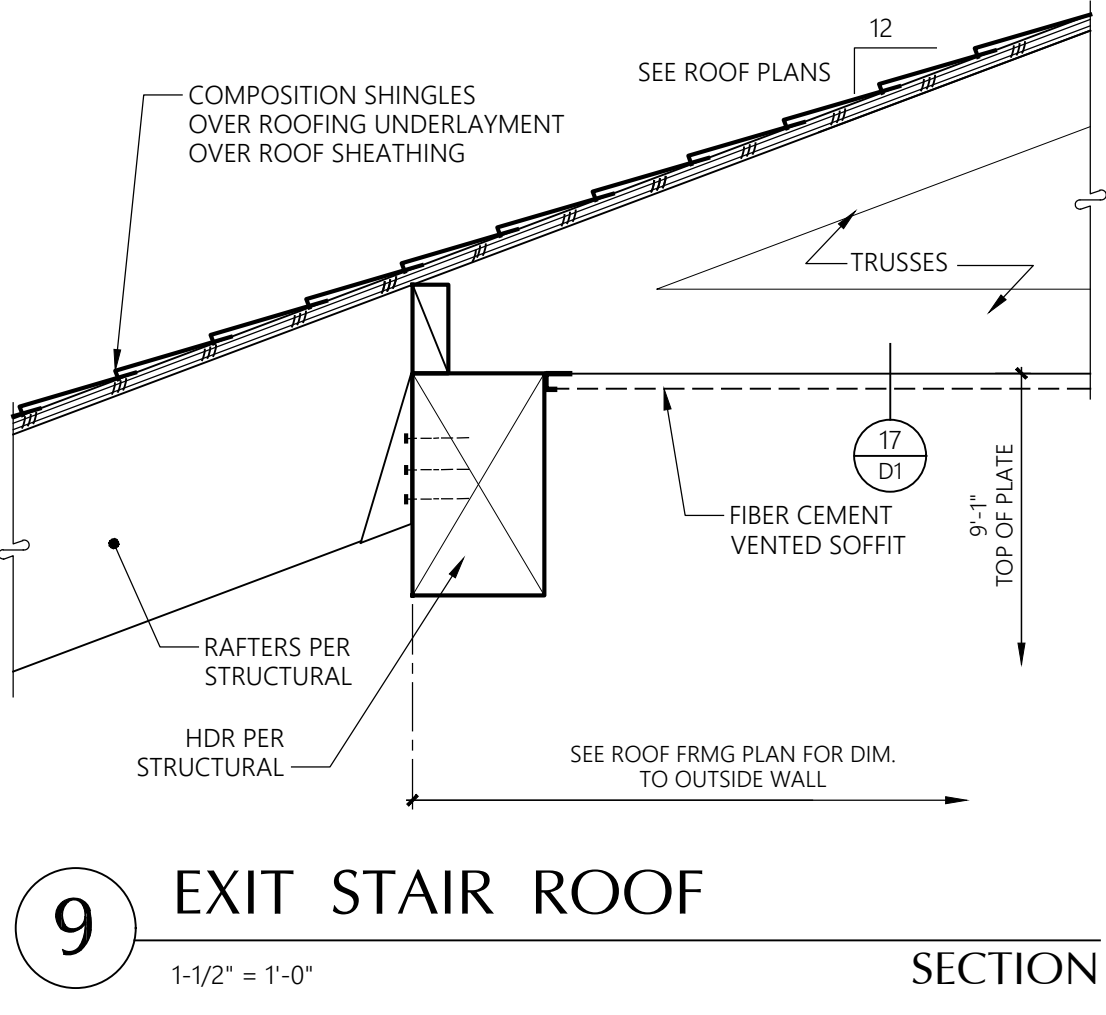 12
SEE ROOF PLANS
COMPOSITION SHINGLES
OVER ROOFING UNDERLAYMENT
OVER ROOF SHEATHING
TRUSSES
17
D1
9'-1"
TOP OF PLATE
FIBER CEMENT
VENTED SOFFIT
RAFTERS PER
STRUCTURAL
HDR PER
STRUCTURAL
SEE ROOF FRMG PLAN FOR DIM.
TO OUTSIDE WALL
9
EXIT STAIR ROOF
1-1/2" = 1'-0"
SECTION